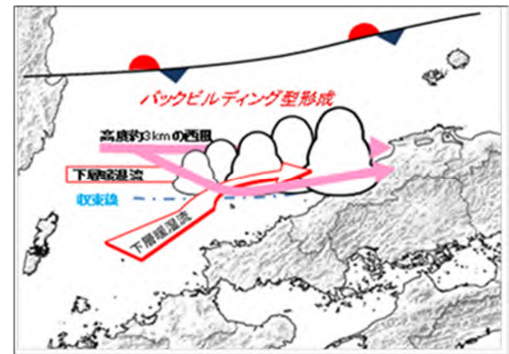 バックビルディング型形成
高度約3kmの西風
下層暖湿流
収束線
下層暖湿流